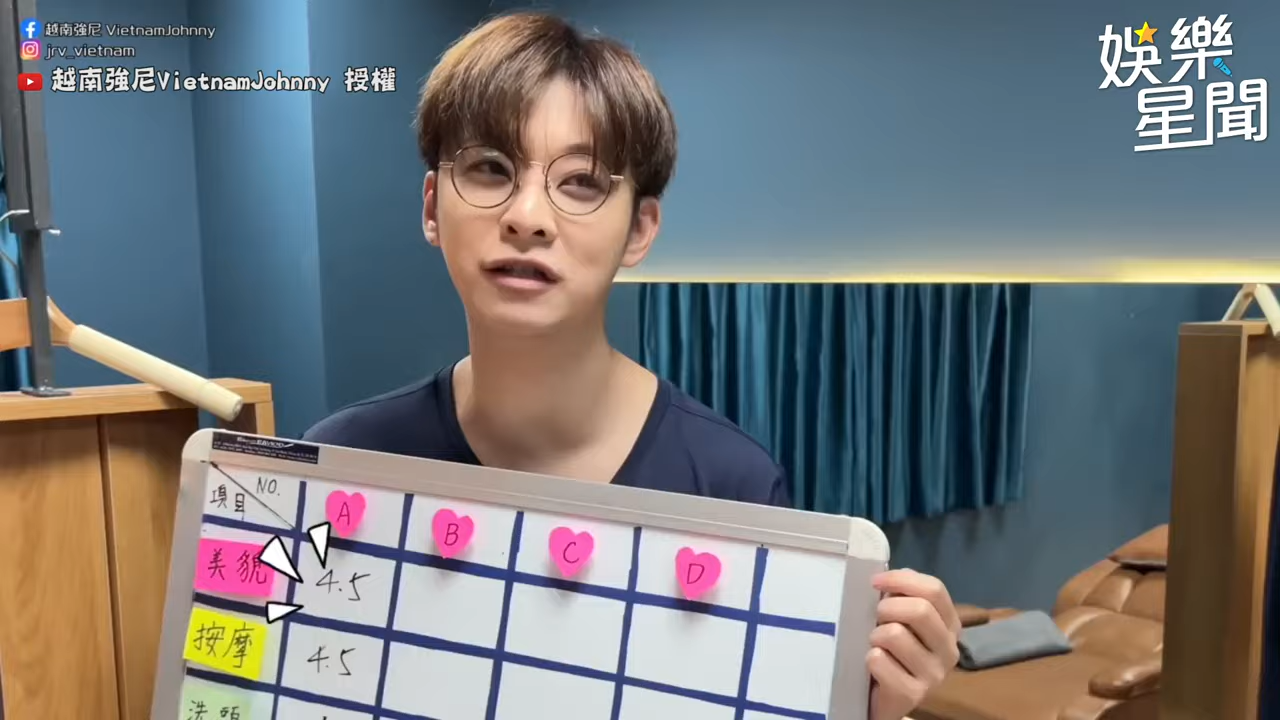 越南強尼 VietnamJohnny
jrv_vietnam
越南強尼VietnamJohnny 授權
娛樂
星聞
項目 NO. A B C D
美貌 4.5
按摩 4.5
洗頭